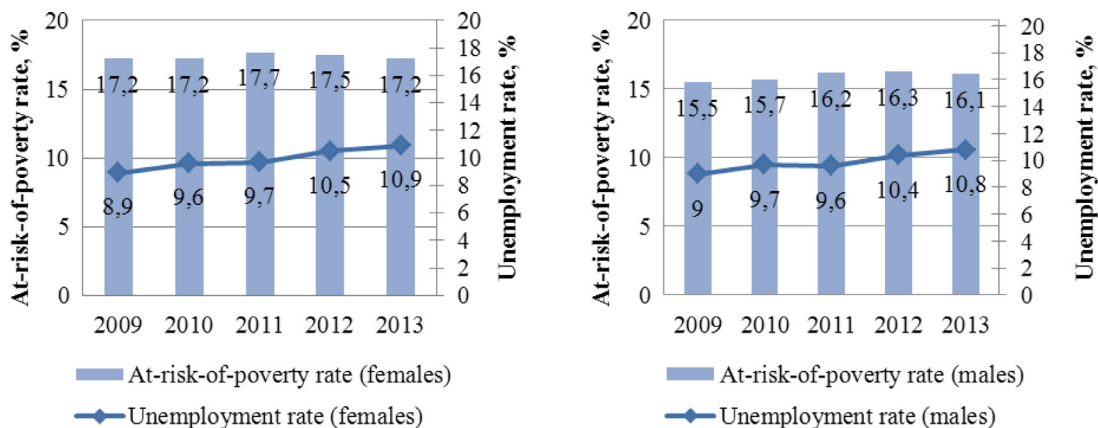 At-risk-of-poverty rate, %
20
15
10
5
0
17,2 17,2 17,7 17,5 17,2
8,9 9,6 9,7 10,5 10,9
2009 2010 2011 2012 2013
20
18
16
14
12
10
8
6
4
2
0
Unemployment rate, %
At-risk-of-poverty rate (females)
Unemployment rate (females)
At-risk-of-poverty rate, %
20
15
10
5
0
15,5 15,7 16,2 16,3 16,1
9 9,7 9,6 10,4 10,8
2009 2010 2011 2012 2013
20
18
16
14
12
10
8
6
4
2
0
Unemployment rate, %
At-risk-of-poverty rate (males)
Unemployment rate (males)